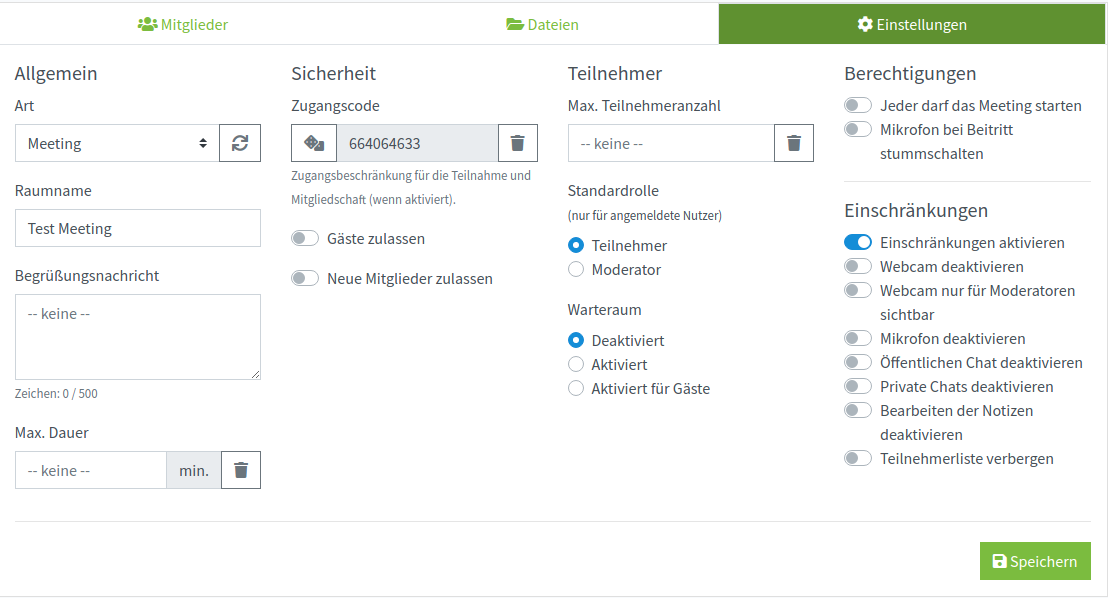 Mitglieder
Dateien
Einstellungen
Allgemein
Art
Meeting
Raumname
Test Meeting
Begrüßungsnachricht
-- keine --
Zeichen: 0 / 500
Max. Dauer
-- keine --
min.
Sicherheit
Zugangscode
664064633
Zugangsbeschränkung für die Teilnahme und
Mitgliedschaft (wenn aktiviert).
Gäste zulassen
Neue Mitglieder zulassen
Teilnehmer
Max. Teilnehmeranzahl
-- keine --
Standardrolle
(nur für angemeldete Nutzer)
Teilnehmer
Moderator
Warteraum
Deaktiviert
Aktiviert
Aktiviert für Gäste
Berechtigungen
Jeder darf das Meeting starten
Mikrofon bei Beitritt
stummschalten
Einschränkungen
Einschränkungen aktivieren
Webcam deaktivieren
Webcam nur für Moderatoren
sichtbar
Mikrofon deaktivieren
Öffentlichen Chat deaktivieren
Private Chats deaktivieren
Bearbeiten der Notizen
deaktivieren
Teilnehmerliste verbergen
Speichern